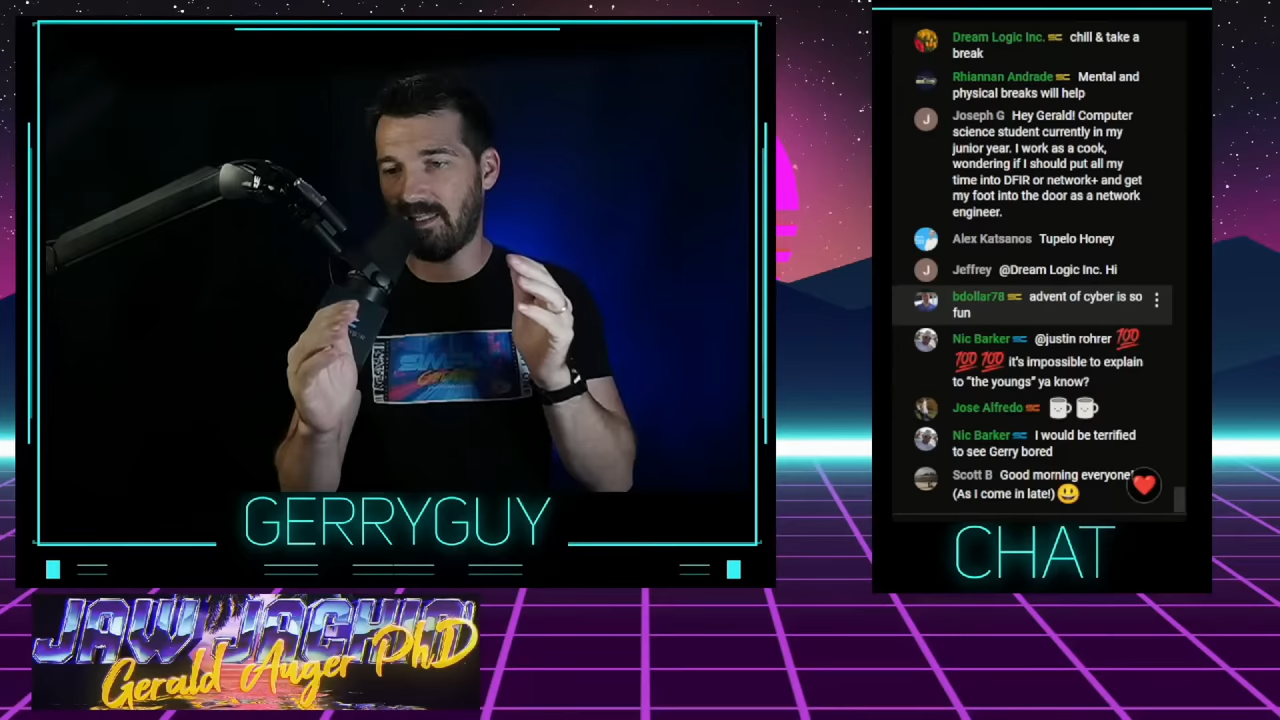 Dream Logic Inc. chill & take a
break
Rhiannan Andrade Mental and
physical breaks will help
J
Joseph G Hey Gerald! Computer
science student currently in my
junior year. I work as a cook,
wondering if I should put all my
time into DFIR or network+ and get
my foot into the door as a network
engineer.
Alex Katsanos Tupelo Honey
J
Jeffrey @Dream Logic Inc. Hi
bdollar78 advent of cyber is so
fun
Nic Barker @justin rohrer 💯
💯 💯 it's impossible to explain
to “the youngs” ya know?
Jose Alfredo
Nic Barker I would be terrified
to see Gerry bored
Scott B Good morning everyone!
(As I come in late!)
GERRYGUY
CHAT
Gerald Auger PhD